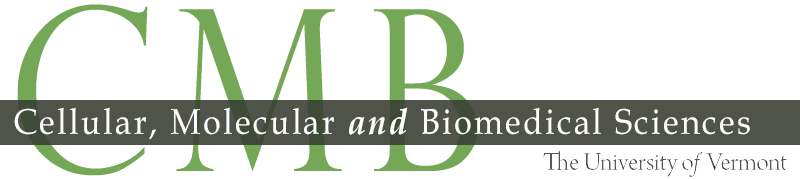 CMB
Cellular, Molecular and Biomedical Sciences
The University of Vermont